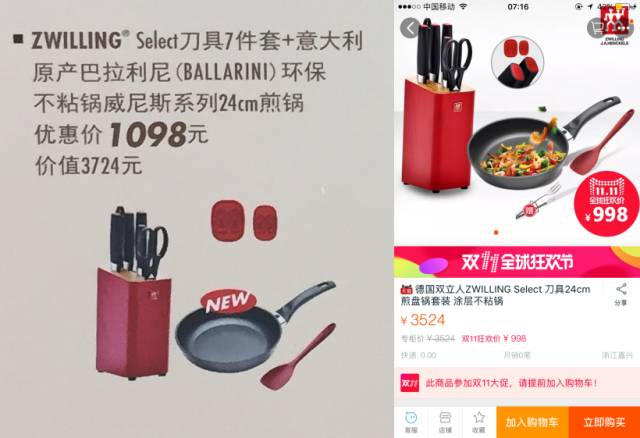 ▪ ZWILLING® Select刀具7件套+意大利
原产巴拉利尼(BALLARINI)环保
不粘锅威尼斯系列24cm煎锅
优惠价1098元
价值3724元
NEW
中国移动 07:16 42%
ZWILLING
J.A.HENCKELS
赠
11.11
全球狂欢节
¥998
双11全球狂欢节
天猫 德国双立人ZWILLING Select 刀具24cm
煎盘锅套装 涂层不粘锅
分享
¥3524
专柜价 ¥3524 双11狂欢价 ¥998
快递: 0.00 月销0笔 浙江嘉兴
双11 此商品参加双11大促，请提前加入购物车！
客服 店铺 收藏 加入购物车 立即购买